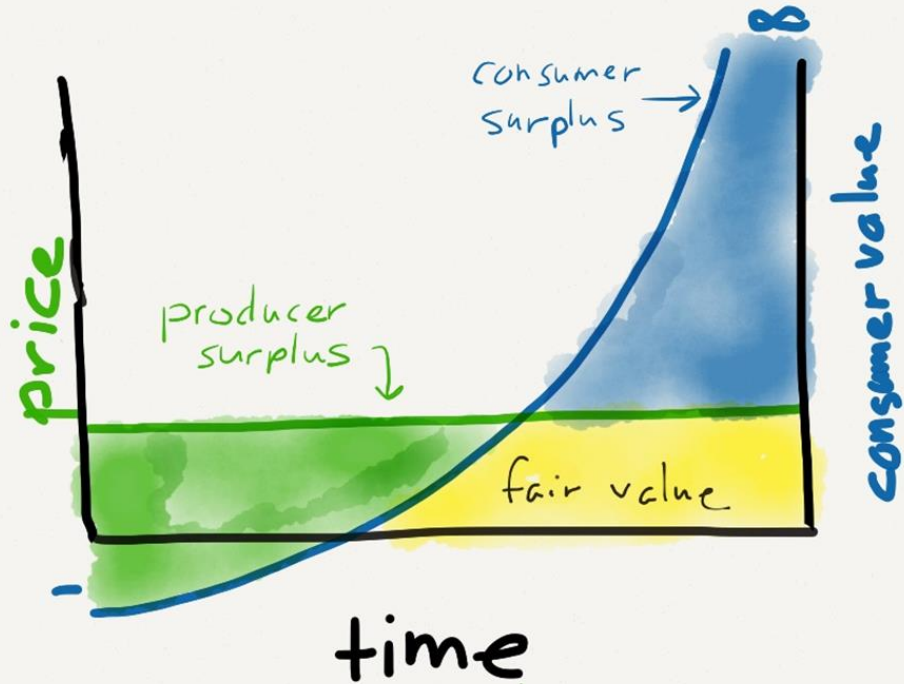 ∞
consumer
surplus
price
producer
surplus
fair value
consumer value
-
time